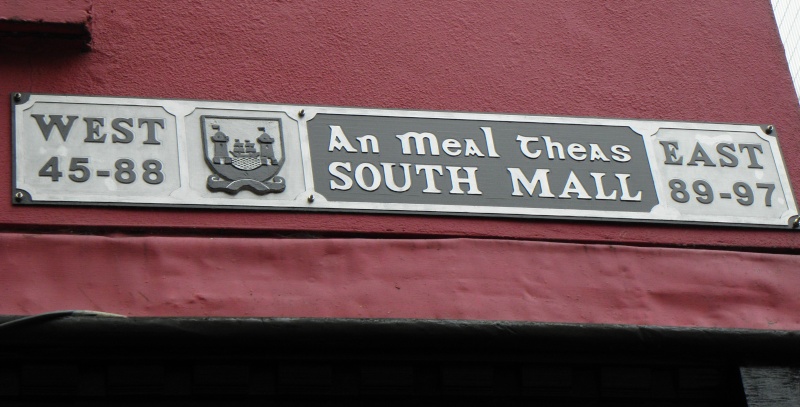 WEST
45-88
An Meal Theas
SOUTH MALL
EAST
89-97